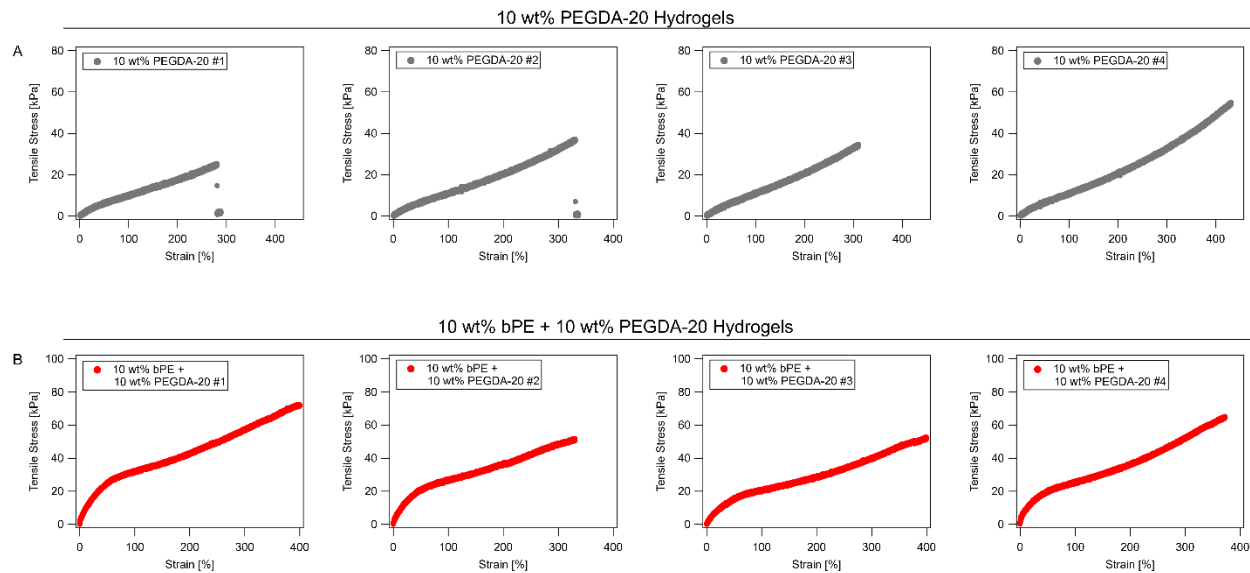 10 wt% PEGDA-20 Hydrogels
A
80
60
40
20
0
Tensile Stress [kPa]
10 wt% PEGDA-20 #1
0 100 200 300 400
Strain [%]
80
60
40
20
0
Tensile Stress [kPa]
10 wt% PEGDA-20 #2
0 100 200 300 400
Strain [%]
80
60
40
20
0
Tensile Stress [kPa]
10 wt% PEGDA-20 #3
0 100 200 300 400
Strain [%]
80
60
40
20
0
Tensile Stress [kPa]
10 wt% PEGDA-20 #4
0 100 200 300 400
Strain [%]
10 wt% bPE + 10 wt% PEGDA-20 Hydrogels
B
100
80
60
40
20
0
Tensile Stress [kPa]
10 wt% bPE +
10 wt% PEGDA-20 #1
0 100 200 300 400
Strain [%]
100
80
60
40
20
0
Tensile Stress [kPa]
10 wt% bPE +
10 wt% PEGDA-20 #2
0 100 200 300 400
Strain [%]
100
80
60
40
20
0
Tensile Stress [kPa]
10 wt% bPE +
10 wt% PEGDA-20 #3
0 100 200 300 400
Strain [%]
100
80
60
40
20
0
Tensile Stress [kPa]
10 wt% bPE +
10 wt% PEGDA-20 #4
0 100 200 300 400
Strain [%]